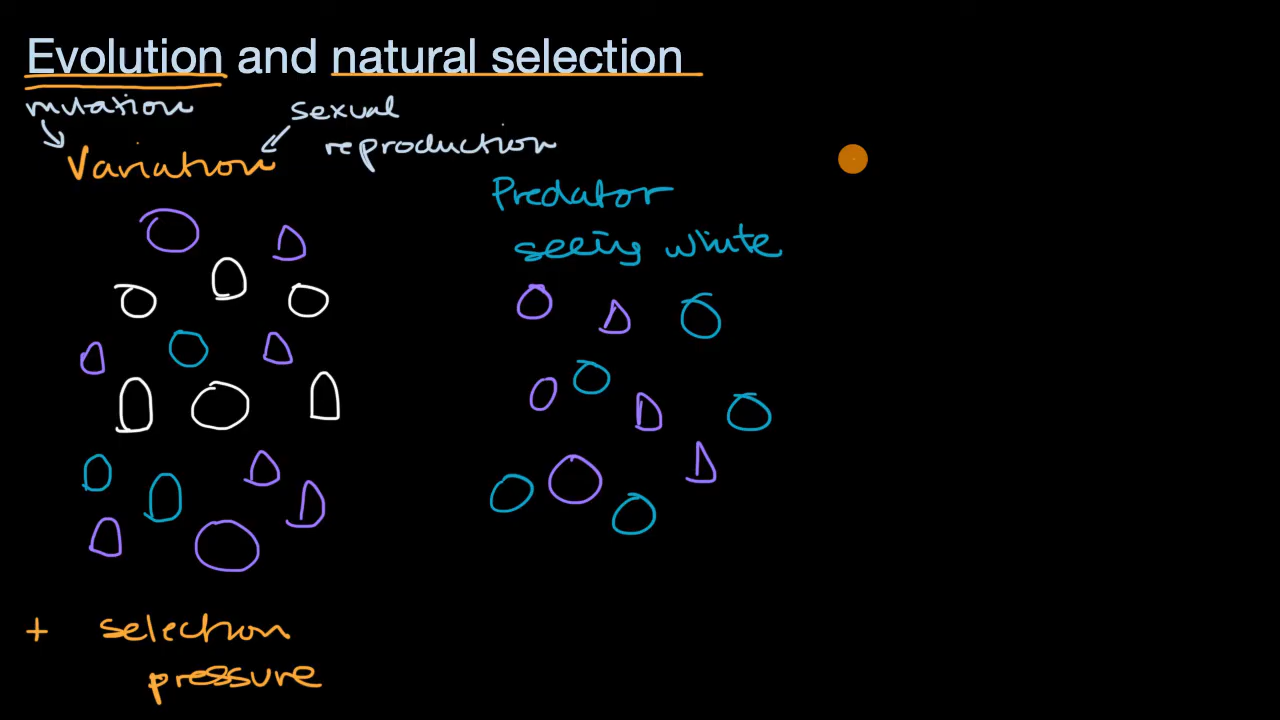 Evolution and natural selection
mutation
sexual
reproduction
Variation
Predator
seeing white
+ selection
pressure